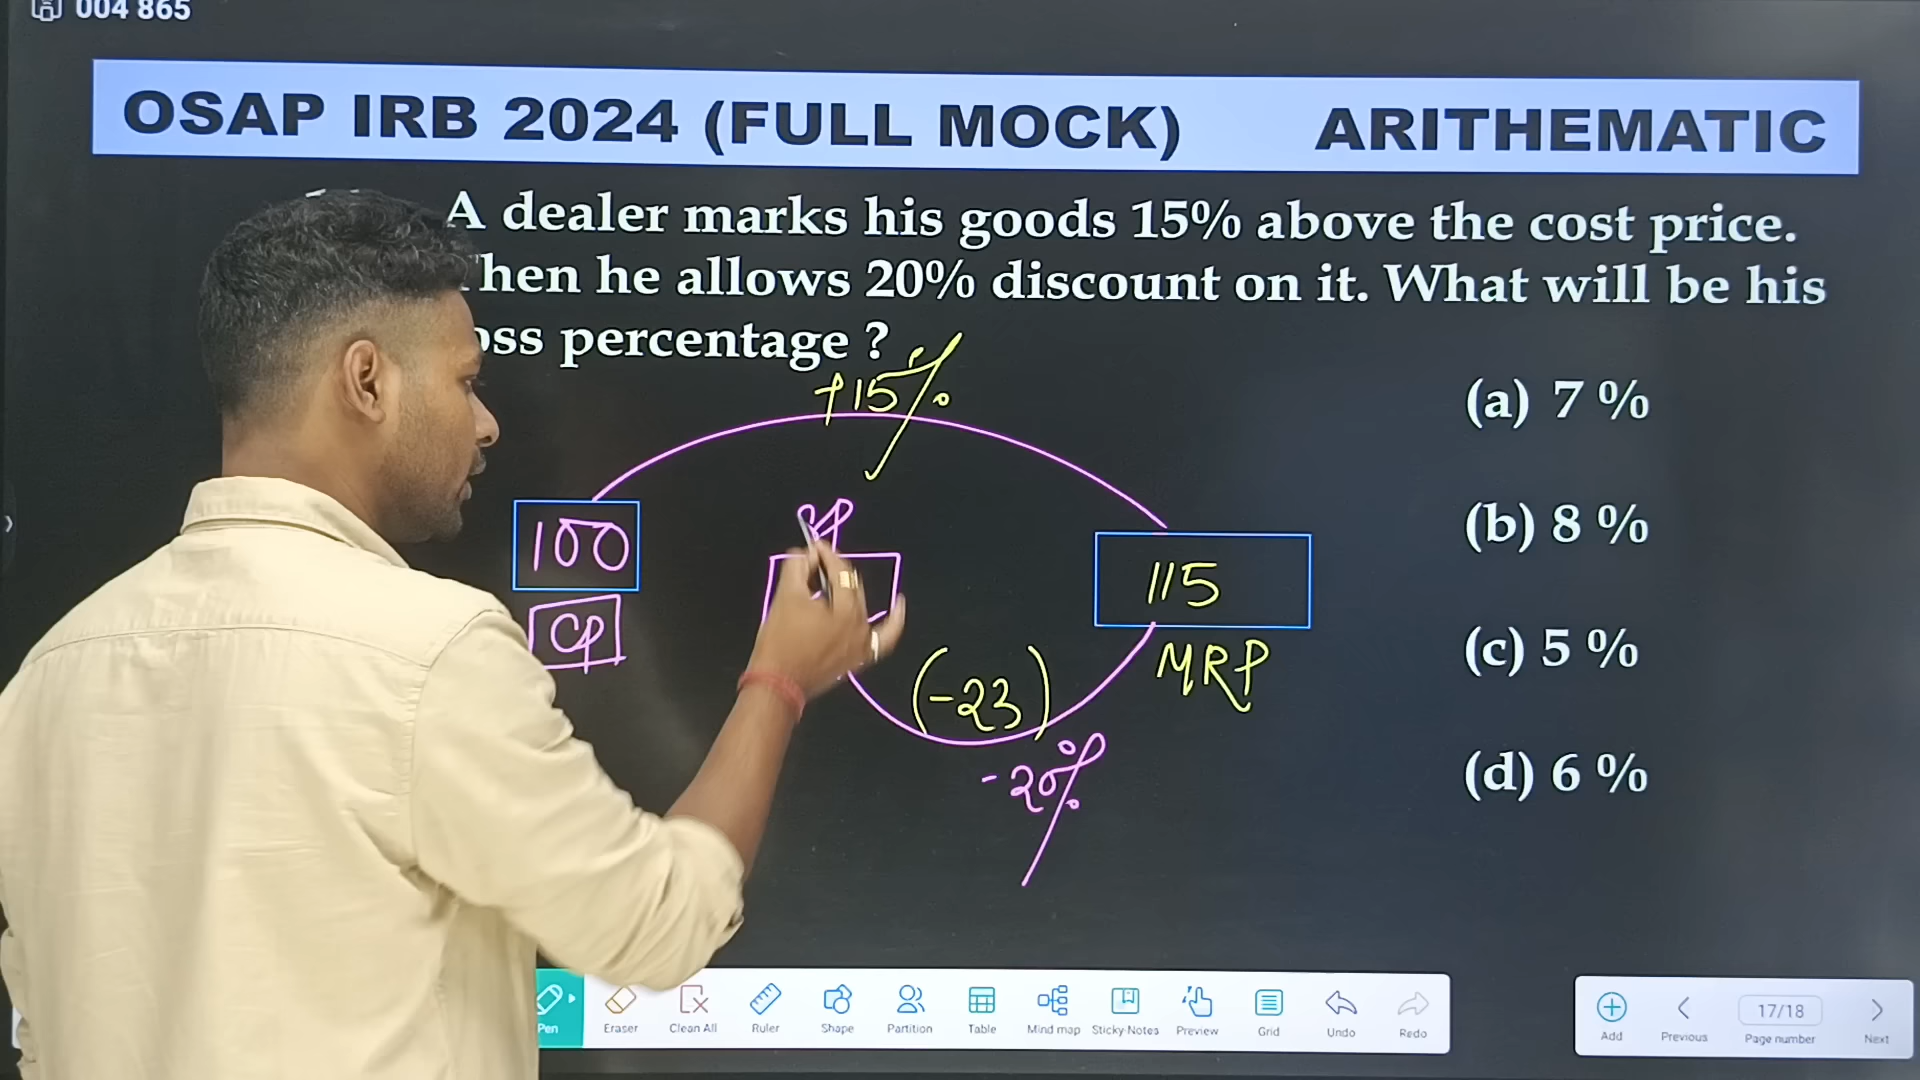 004 865
OSAP IRB 2024 (FULL MOCK) ARITHEMATIC
A dealer marks his goods 15% above the cost price.
Then he allows 20% discount on it. What will be his
oss percentage ?
+15%
(a) 7 %
100
SP
115
(b) 8 %
CP
(-23)
MRP
(c) 5 %
-20%
(d) 6 %
Pen Eraser Clean All Ruler Shape Partition Table Mind map Sticky Notes Preview Grid Undo Redo
17/18
Add Previous Page number Next